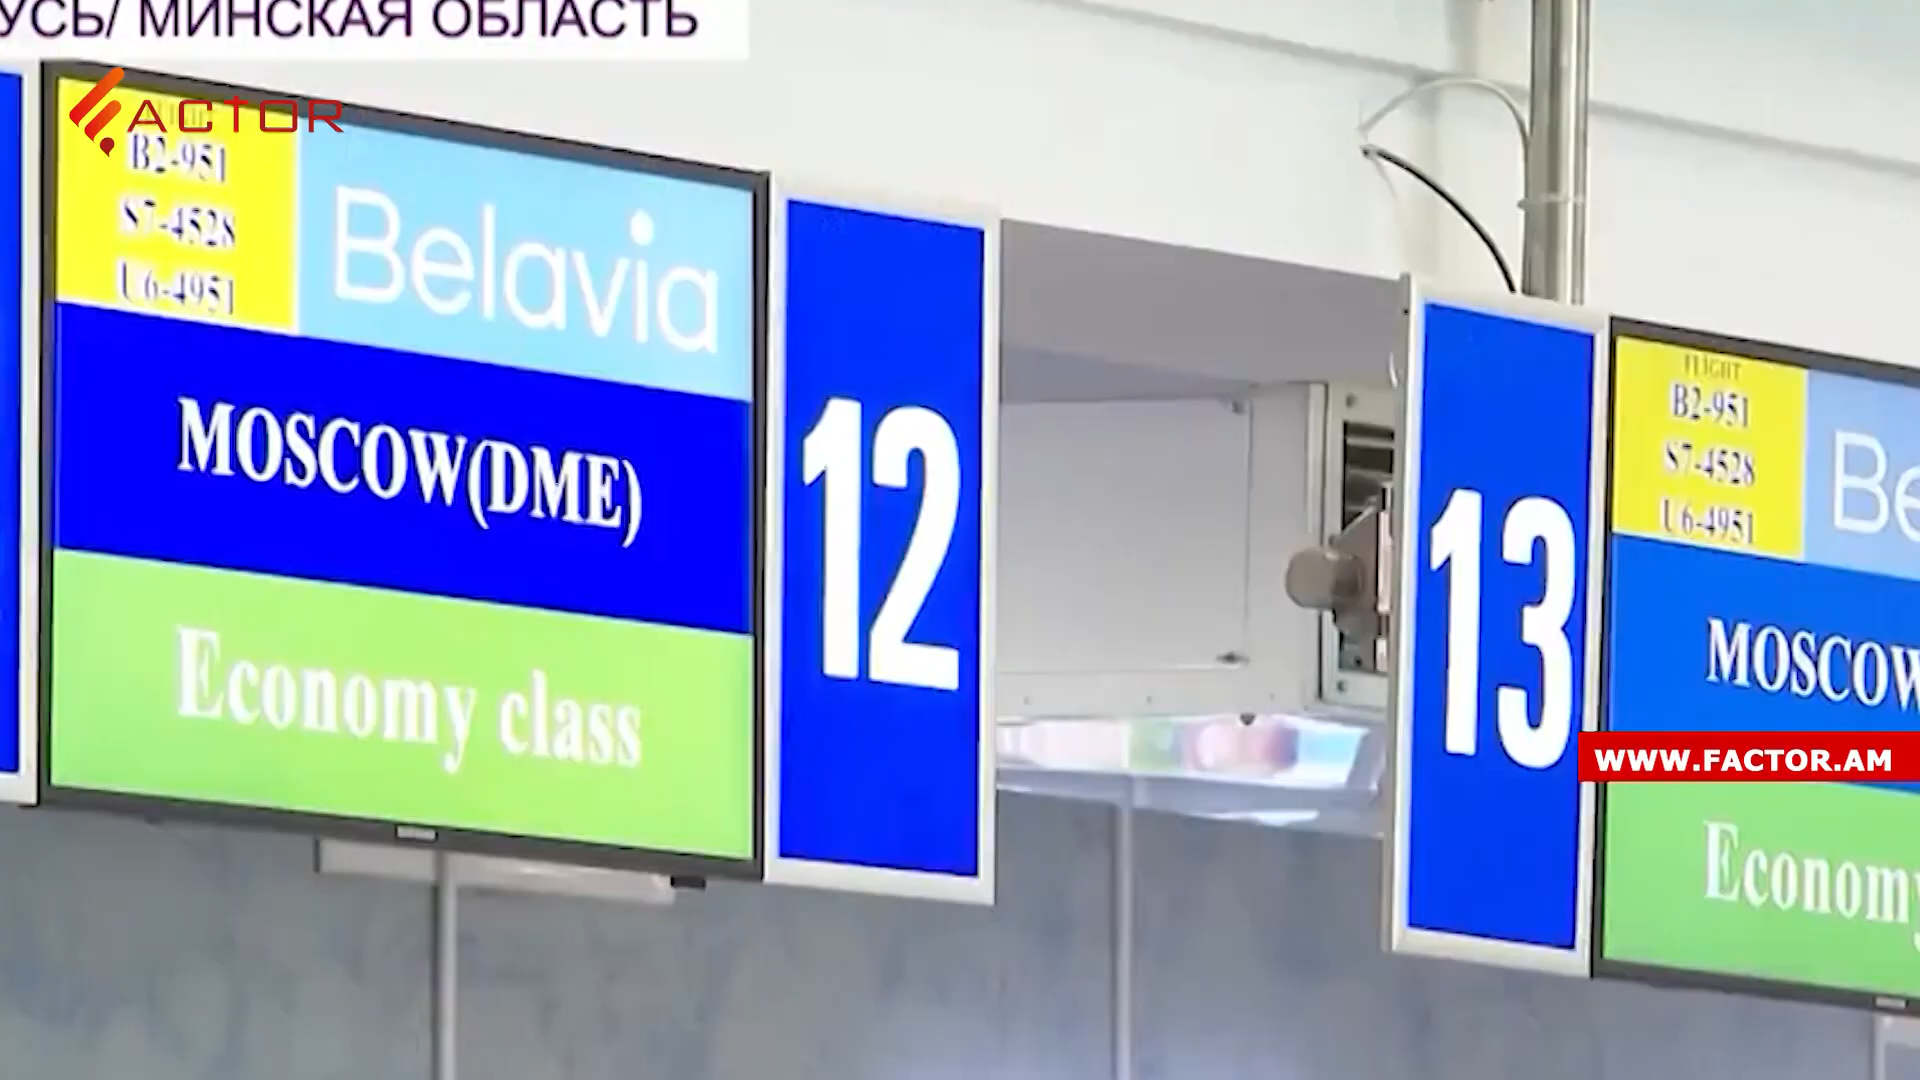 УСЬ/ МИНСКАЯ ОБЛАСТЬ
FACTOR
B2-951
S7-4528
U6-4951
Belavia
MOSCOW(DME)
Economy class
12
13
FLIGHT
B2-951
S7-4528
U6-4951
Be
MOSCOW
Economy
WWW.FACTOR.AM